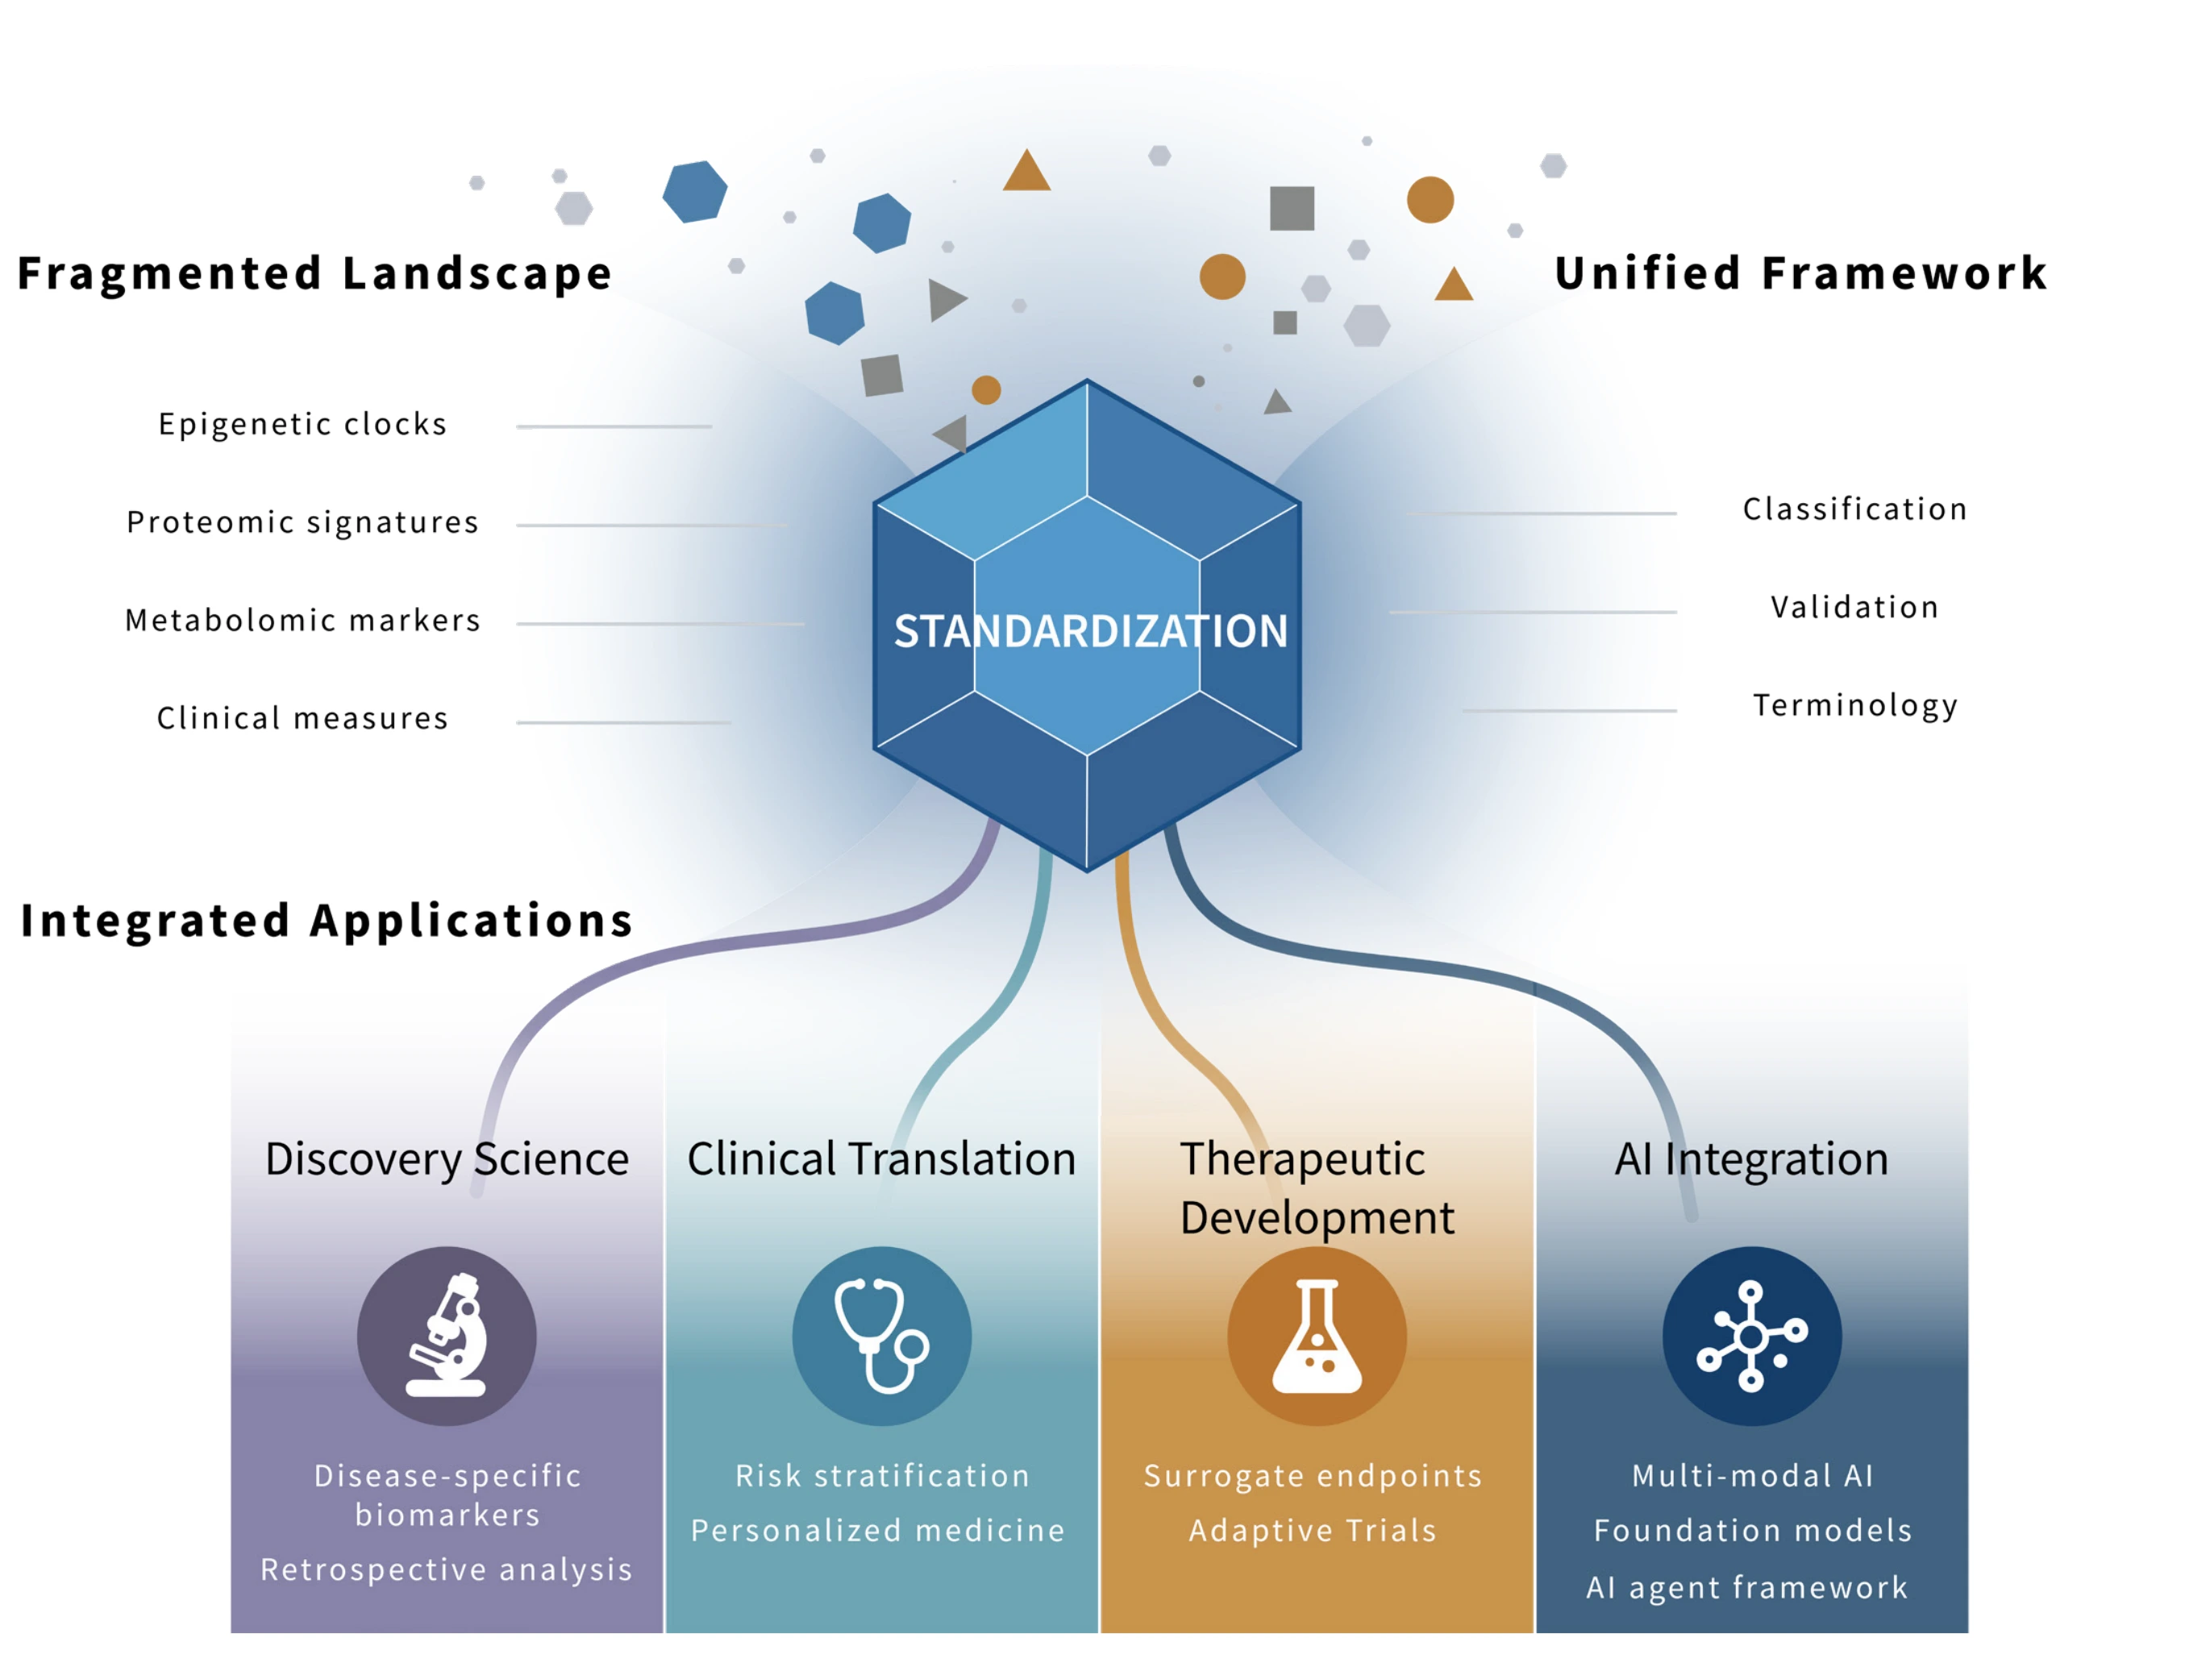 Fragmented Landscape
Unified Framework
Epigenetic clocks
Proteomic signatures
Metabolomic markers
Clinical measures
Classification
Validation
Terminology
STANDARDIZATION
Integrated Applications
Discovery Science
Disease-specific
biomarkers
Retrospective analysis
Clinical Translation
Risk stratification
Personalized medicine
Therapeutic
Development
Surrogate endpoints
Adaptive Trials
AI Integration
Multi-modal AI
Foundation models
AI agent framework